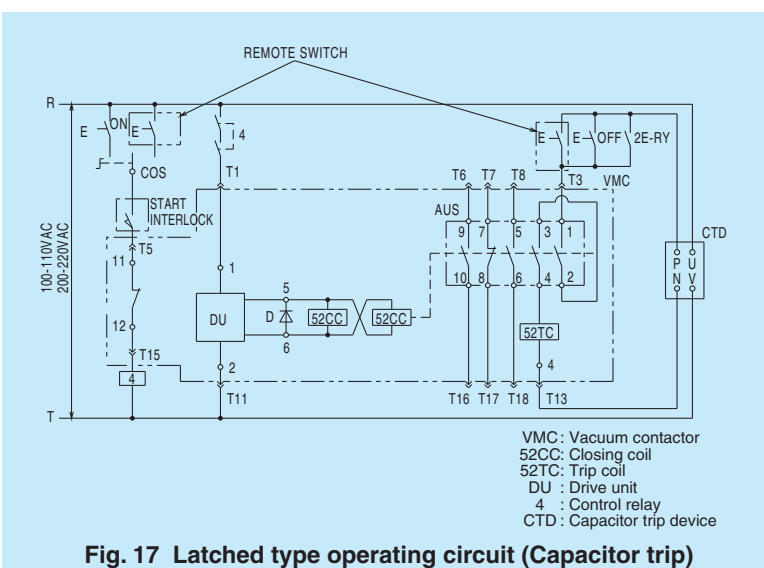 REMOTE SWITCH
R
E ON E
4
E E OFF 2E-RY
COS
T1
T6 T7 T8 T3 VMC
START
INTERLOCK
AUS
CTD
T5
9 7 5 3 1
11
1
P U
N V
100-110VAC
200-220VAC
10 8 6 4 2
5
DU
D 52CC 52CC
12
6
52TC
T15
2
4
4
T11
T16 T17 T18 T13
T
VMC : Vacuum contactor
52CC: Closing coil
52TC: Trip coil
DU : Drive unit
4 : Control relay
CTD : Capacitor trip device
Fig. 17 Latched type operating circuit (Capacitor trip)